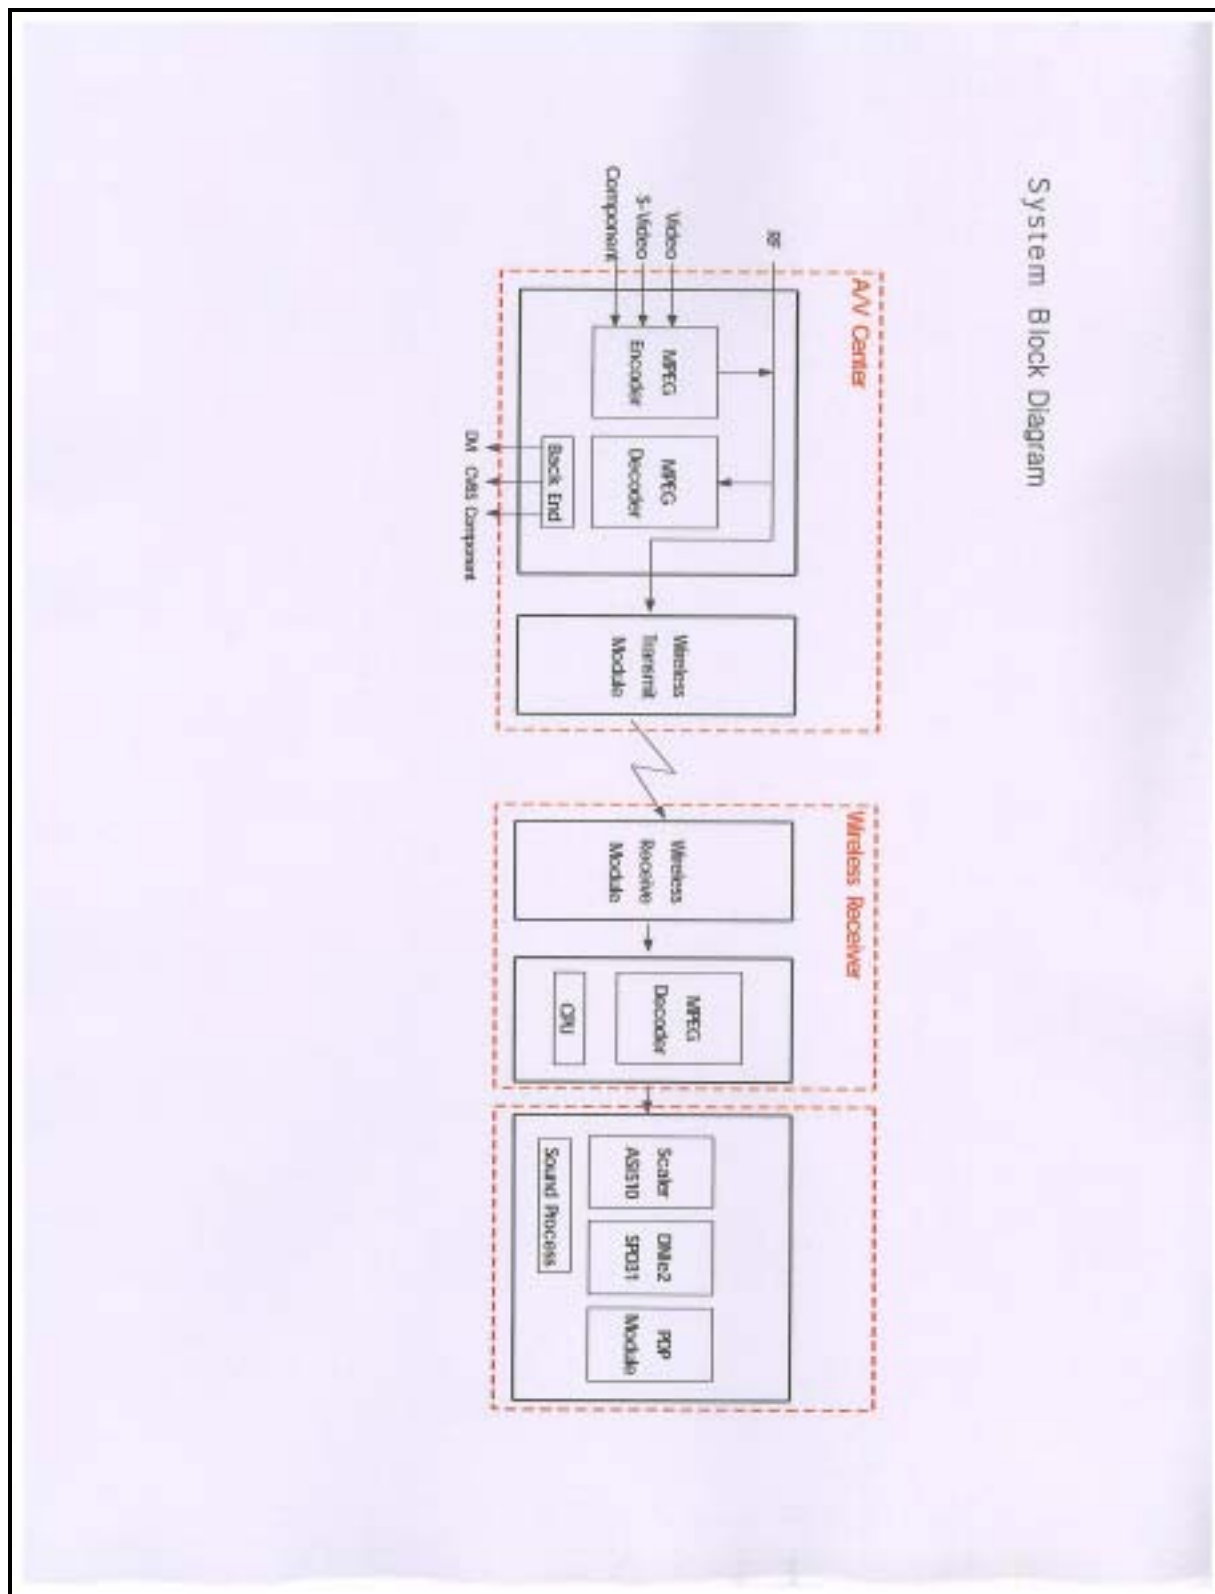 System Block Diagram
A/V Center
RF
Video
S-Video
Component
MPEG
Encoder
MPEG
Decoder
Back End
CVBS
Component
Wireless
Transmit
Module
Wireless Receiver
Wireless
Receive
Module
MPEG
Decoder
CPU
Scaler
DNIe2
PDP
Module
Sound Process